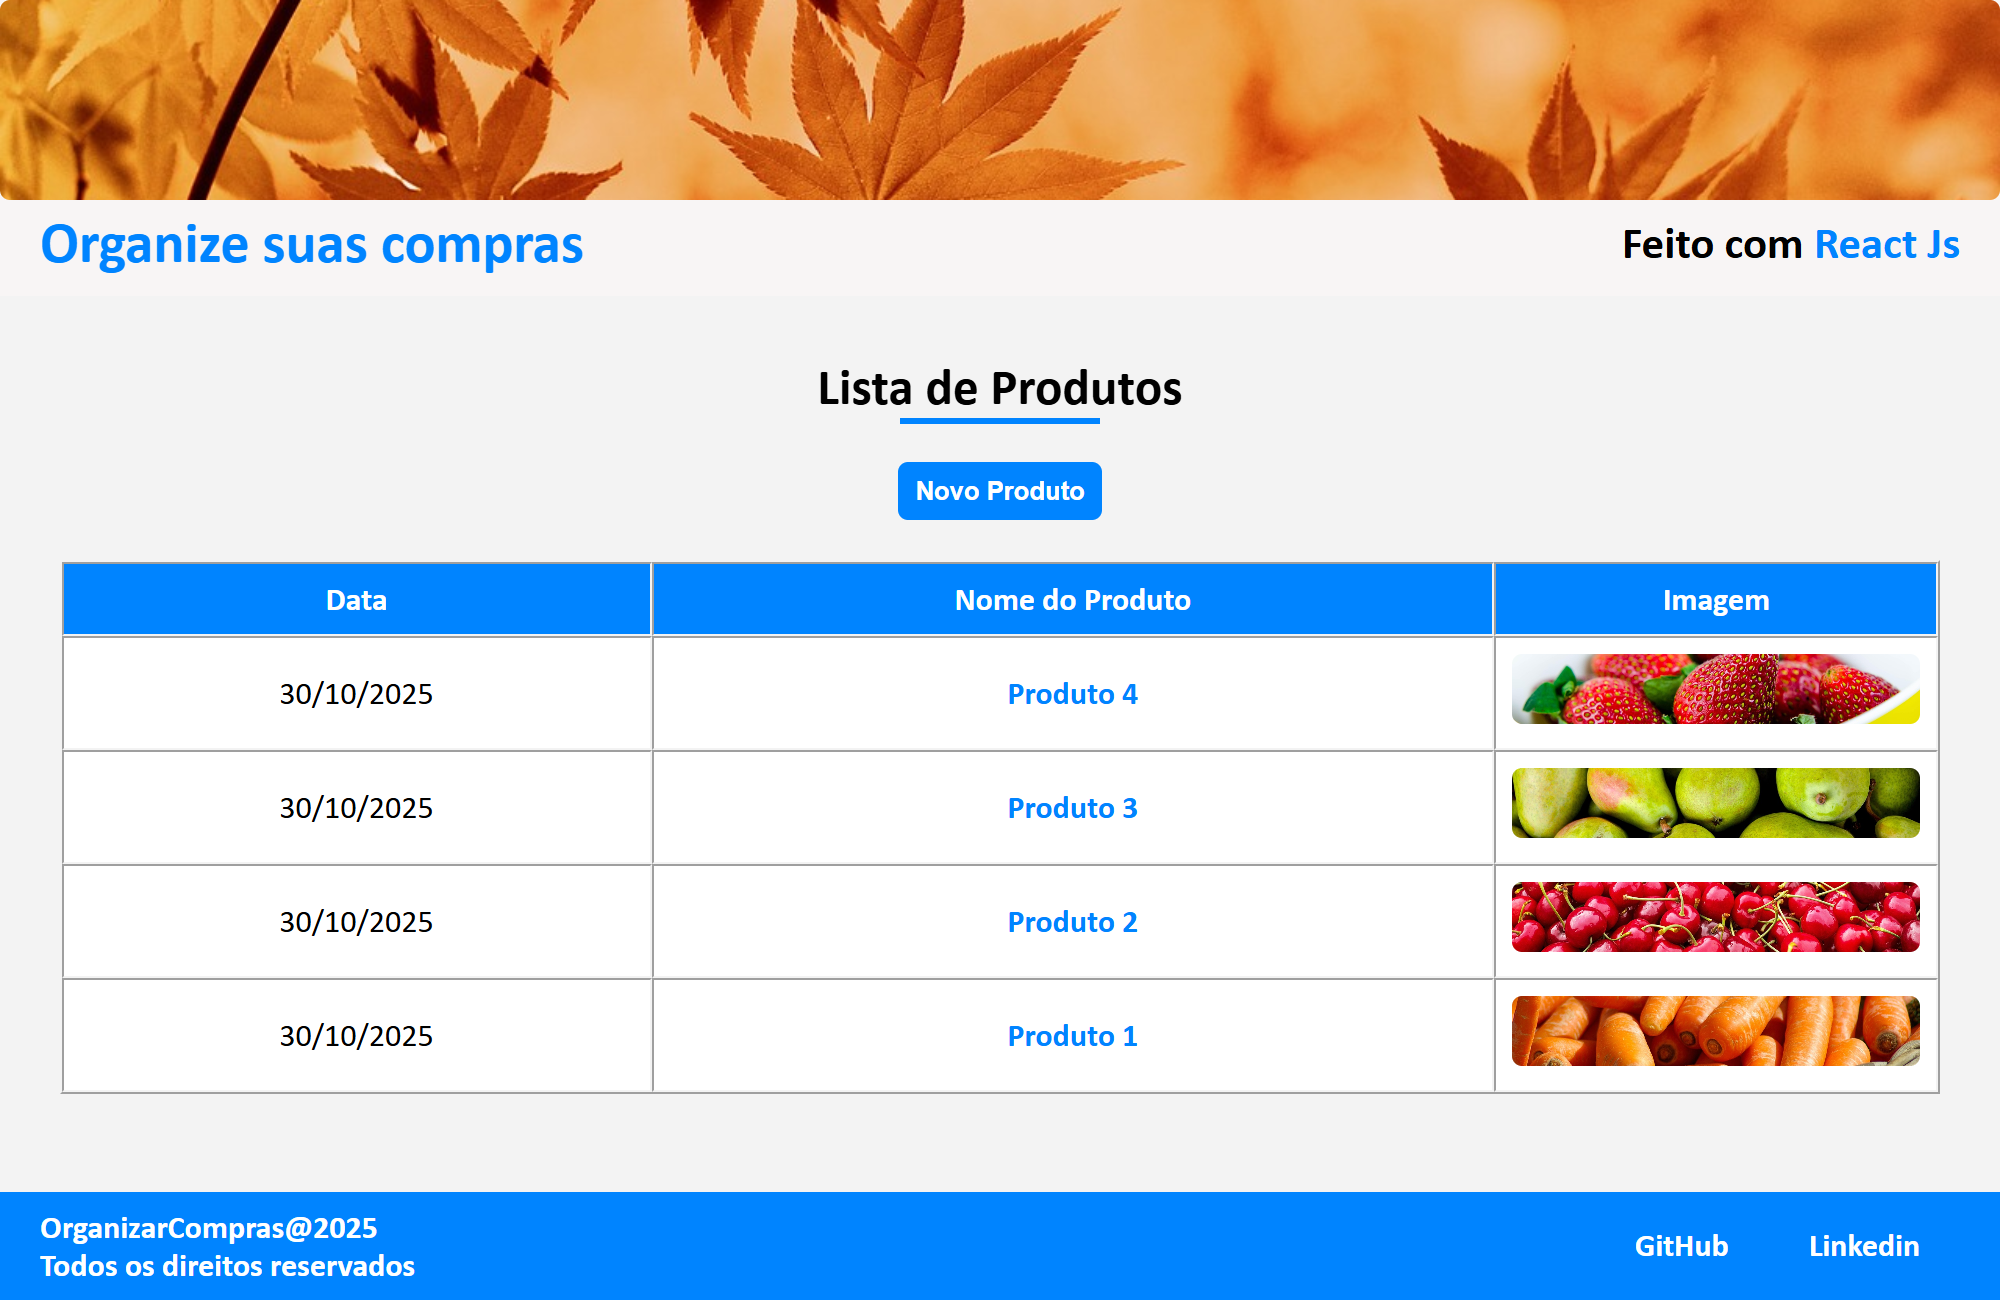 Organize suas compras
Feito com React Js
Lista de Produtos
Novo Produto
Data Nome do Produto Imagem
30/10/2025 Produto 4
30/10/2025 Produto 3
30/10/2025 Produto 2
30/10/2025 Produto 1
OrganizarCompras@2025
Todos os direitos reservados
GitHub Linkedin